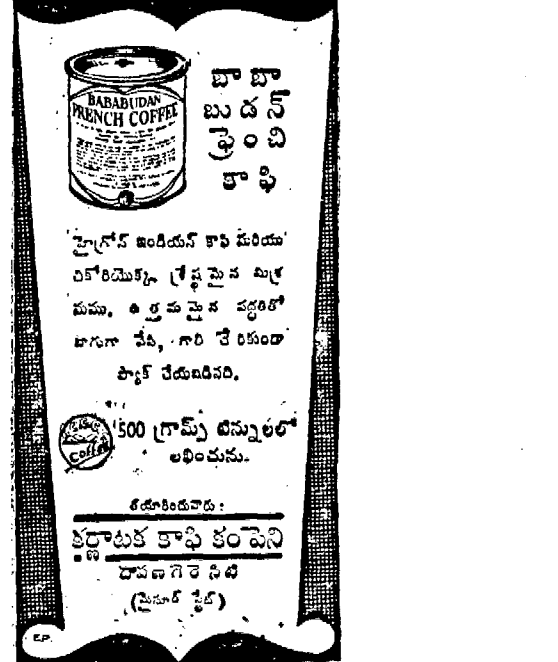 BABABUDAN
FRENCH COFFEE
బాబా
బుడన్
ఫ్రెంచి
కాఫి
హైగ్రోన్ ఇండియన్ కాఫి మరియు
చికోరియొక్క శ్రేష్ఠమైన మిశ్ర
మము. ఉత్తమమైన పద్ధతిలో
బాగుగా వేపి, గాలి చేరకుండా
ప్యాక్ చేయబడినది.
Coffee
500 గ్రామ్స్ టిన్నులలో
లభించును.
తయారించువారు:
కర్ణాటక కాఫి కంపెని
దావణగెరె సిటి
(మైసూర్ స్టేట్)
E.P.